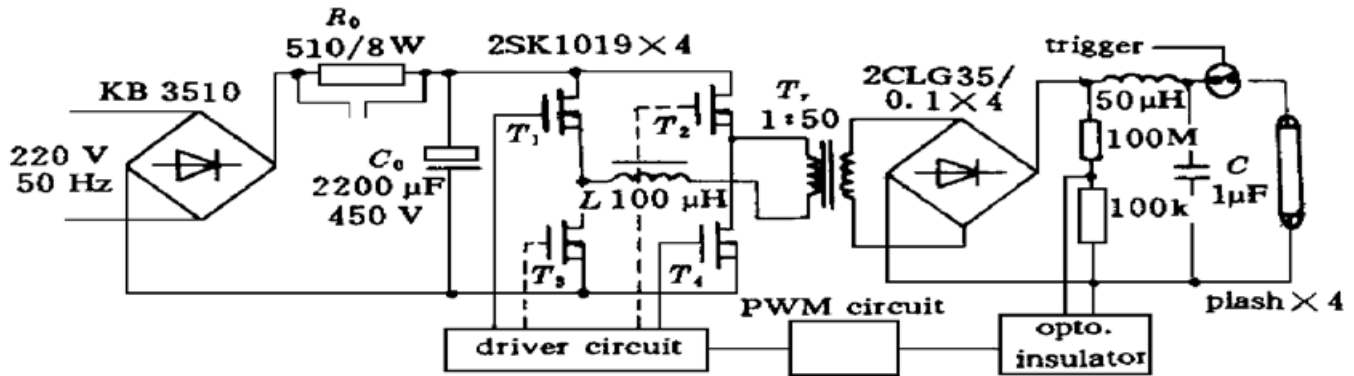 R₀
510/8W
2SK1019×4
trigger
KB 3510
2CLG35/
0.1×4
Tᵣ
1:50
50μH
T₁
T₂
100M
220 V
50 Hz
C₀
2200 μF
450 V
L 100 μH
C
1μF
100k
T₃
T₄
PWM circuit
plash×4
driver circuit
opto.
insulator